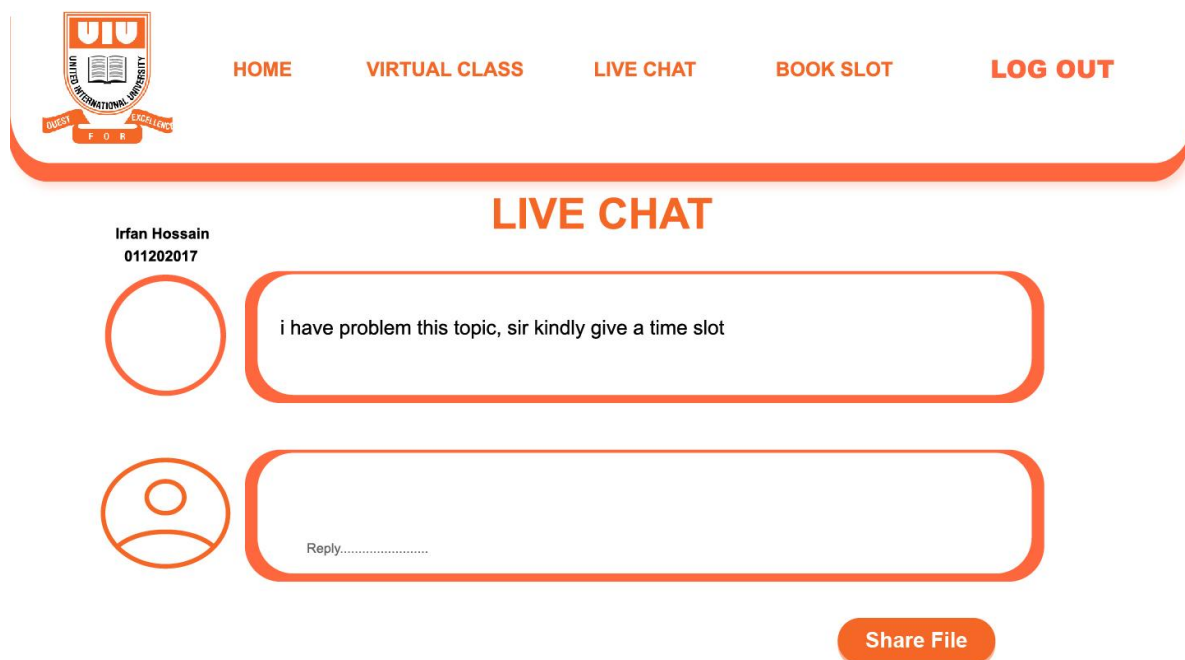 UIU
UNITED INTERNATIONAL UNIVERSITY
QUEST FOR EXCELLENCE
HOME VIRTUAL CLASS LIVE CHAT BOOK SLOT LOG OUT
LIVE CHAT
Irfan Hossain
011202017
i have problem this topic, sir kindly give a time slot
Reply........................
Share File